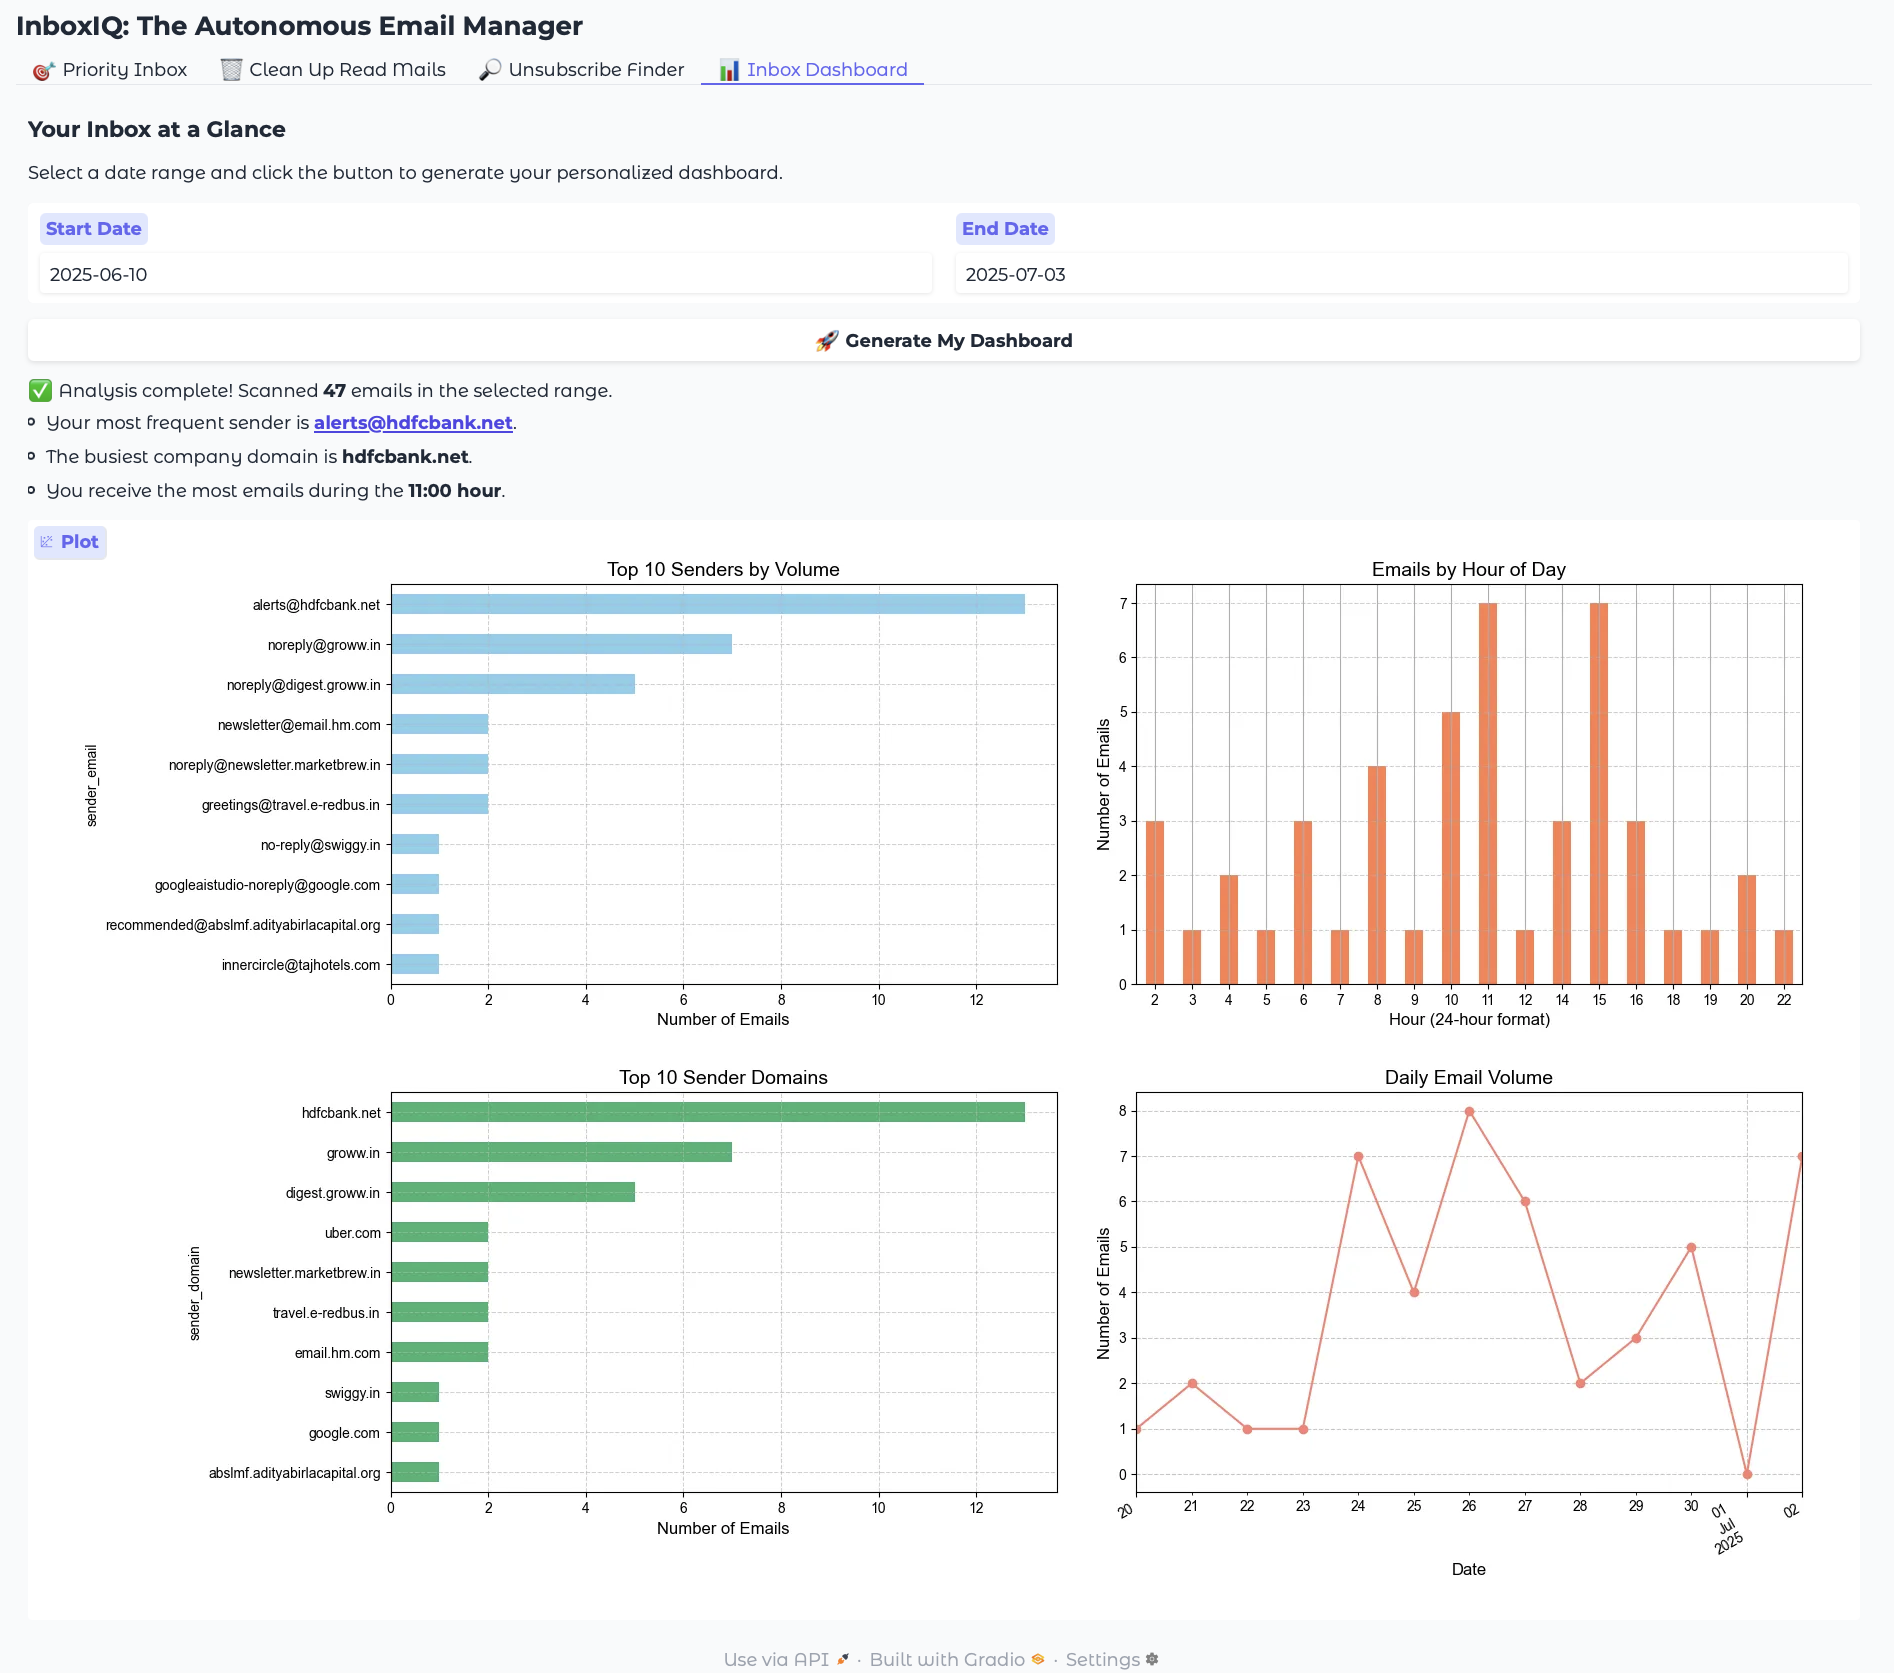 InboxIQ: The Autonomous Email Manager
Priority Inbox Clean Up Read Mails Unsubscribe Finder Inbox Dashboard
Your Inbox at a Glance
Select a date range and click the button to generate your personalized dashboard.
Start Date End Date
2025-06-10 2025-07-03
Generate My Dashboard
Analysis complete! Scanned 47 emails in the selected range.
Your most frequent sender is alerts@hdfcbank.net.
The busiest company domain is hdfcbank.net.
You receive the most emails during the 11:00 hour.
Plot
Top 10 Senders by Volume
sender_email
alerts@hdfcbank.net
noreply@groww.in
noreply@digest.groww.in
newsletter@email.hm.com
noreply@newsletter.marketbrew.in
greetings@travel.e-redbus.in
no-reply@swiggy.in
googleaistudio-noreply@google.com
recommended@abslmf.adityabirlacapital.org
innercircle@tajhotels.com
0 2 4 6 8 10 12
Number of Emails
Emails by Hour of Day
Number of Emails
7
6
5
4
3
2
1
0
2 3 4 5 6 7 8 9 10 11 12 14 15 16 18 19 20 22
Hour (24-hour format)
Top 10 Sender Domains
sender_domain
hdfcbank.net
groww.in
digest.groww.in
uber.com
newsletter.marketbrew.in
travel.e-redbus.in
email.hm.com
swiggy.in
google.com
abslmf.adityabirlacapital.org
0 2 4 6 8 10 12
Number of Emails
Daily Email Volume
Number of Emails
8
7
6
5
4
3
2
1
0
20 21 22 23 24 25 26 27 28 29 30 01 02
Jul
2025
Date
Use via API · Built with Gradio · Settings